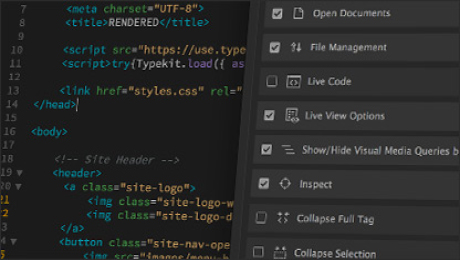 7 <meta charset="UTF-8">
8 <title>RENDERED</title>
9
10 <script src="https://use.type
11 <script>try{Typekit.load({ as
12
13 <link href="styles.css" rel="
14 </head>
15
16 <body>
17
18 <!-- Site Header -->
19 <header>
20 <a class="site-logo">
21 <img class="site-logo-w
22 <img class="site-logo-d
23 </a>
24 <button class="site-nav-ope
<img src="images/menu-b
Open Documents
File Management
Live Code
Live View Options
Show/Hide Visual Media Queries b
Inspect
Collapse Full Tag
Collapse Selection